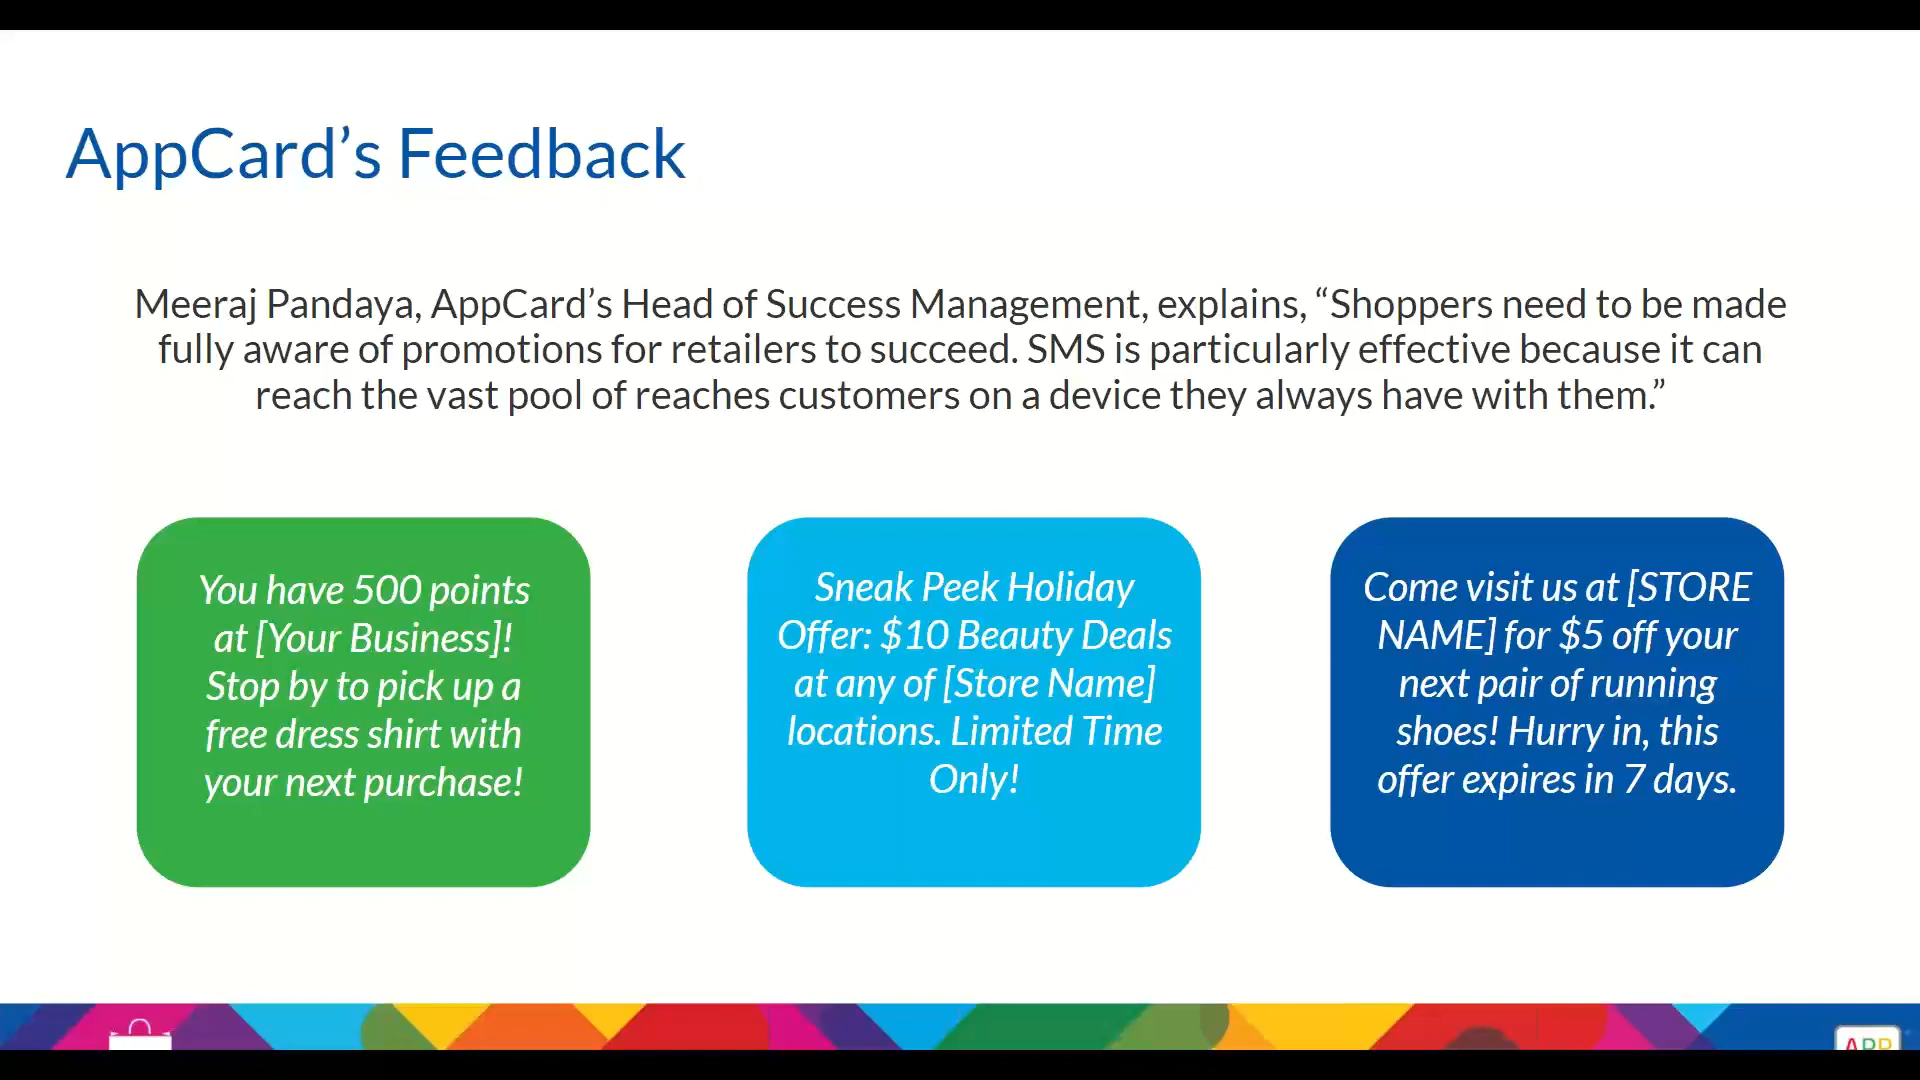 AppCard’s Feedback
Meeraj Pandaya, AppCard’s Head of Success Management, explains, “Shoppers need to be made
fully aware of promotions for retailers to succeed. SMS is particularly effective because it can
reach the vast pool of reaches customers on a device they always have with them.”
You have 500 points
at [Your Business]!
Stop by to pick up a
free dress shirt with
your next purchase!
Sneak Peek Holiday
Offer: $10 Beauty Deals
at any of [Store Name]
locations. Limited Time
Only!
Come visit us at [STORE
NAME] for $5 off your
next pair of running
shoes! Hurry in, this
offer expires in 7 days.
APP